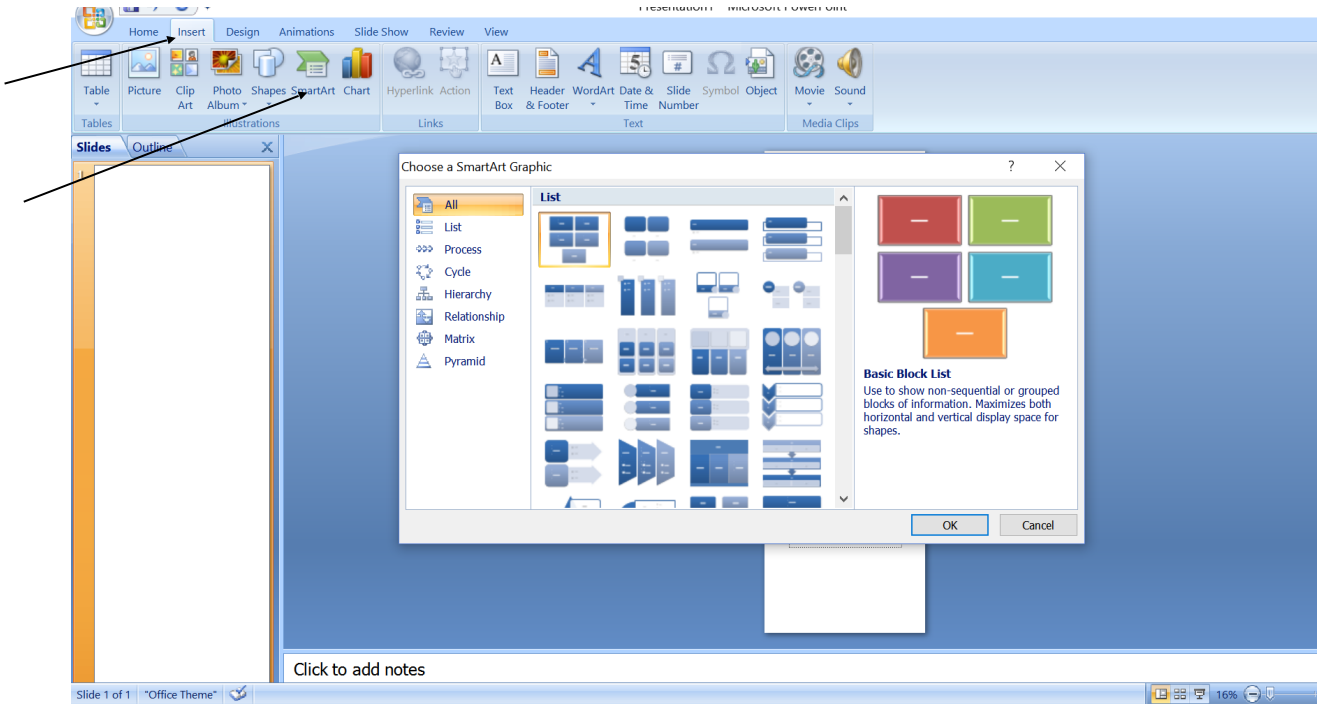 Presentation1 - Microsoft PowerPoint
Home Insert Design Animations Slide Show Review View
Table Picture Clip Art Photo Album Shapes SmartArt Chart Hyperlink Action Text Box Header & Footer WordArt Date & Time Slide Number Symbol Object Movie Sound
Tables Illustrations Links Text Media Clips
Slides Outline
1
Choose a SmartArt Graphic ?
All
List
Process
Cycle
Hierarchy
Relationship
Matrix
Pyramid
List
Basic Block List
Use to show non-sequential or grouped
blocks of information. Maximizes both
horizontal and vertical display space for
shapes.
OK Cancel
Click to add notes
Slide 1 of 1 "Office Theme" 16%